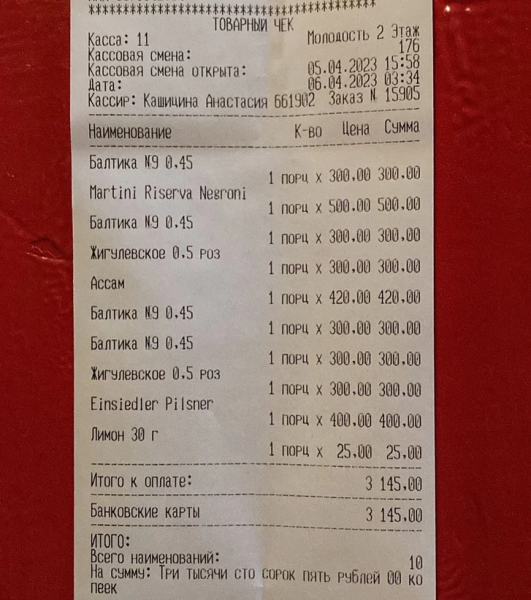 ********************************
ТОВАРНЫЙ ЧЕК
Касса: 11 Молодость 2 Этаж
Кассовая смена: 176
Кассовая смена открыта: 05.04.2023 15:58
Дата: 06.04.2023 03:34
Кассир: Кашицина Анастасия 661902 Заказ N 15905
Наименование К-во Цена Сумма
Балтика №9 0.45
1 порц х 300.00 300.00
Martini Riserva Negroni
1 порц х 500.00 500.00
Балтика №9 0.45
1 порц х 300.00 300.00
Жигулевское 0.5 роз
1 порц х 300.00 300.00
Ассам
1 порц х 420.00 420.00
Балтика №9 0.45
1 порц х 300.00 300.00
Балтика №9 0.45
1 порц х 300.00 300.00
Жигулевское 0.5 роз
1 порц х 300.00 300.00
Einsiedler Pilsner
1 порц х 400.00 400.00
Лимон 30 г
1 порц х 25.00 25.00
Итого к оплате: 3 145.00
Банковские карты 3 145.00
ИТОГО:
Всего наименований: 10
На сумму: Три тысячи сто сорок пять рублей 00 ко
пеек